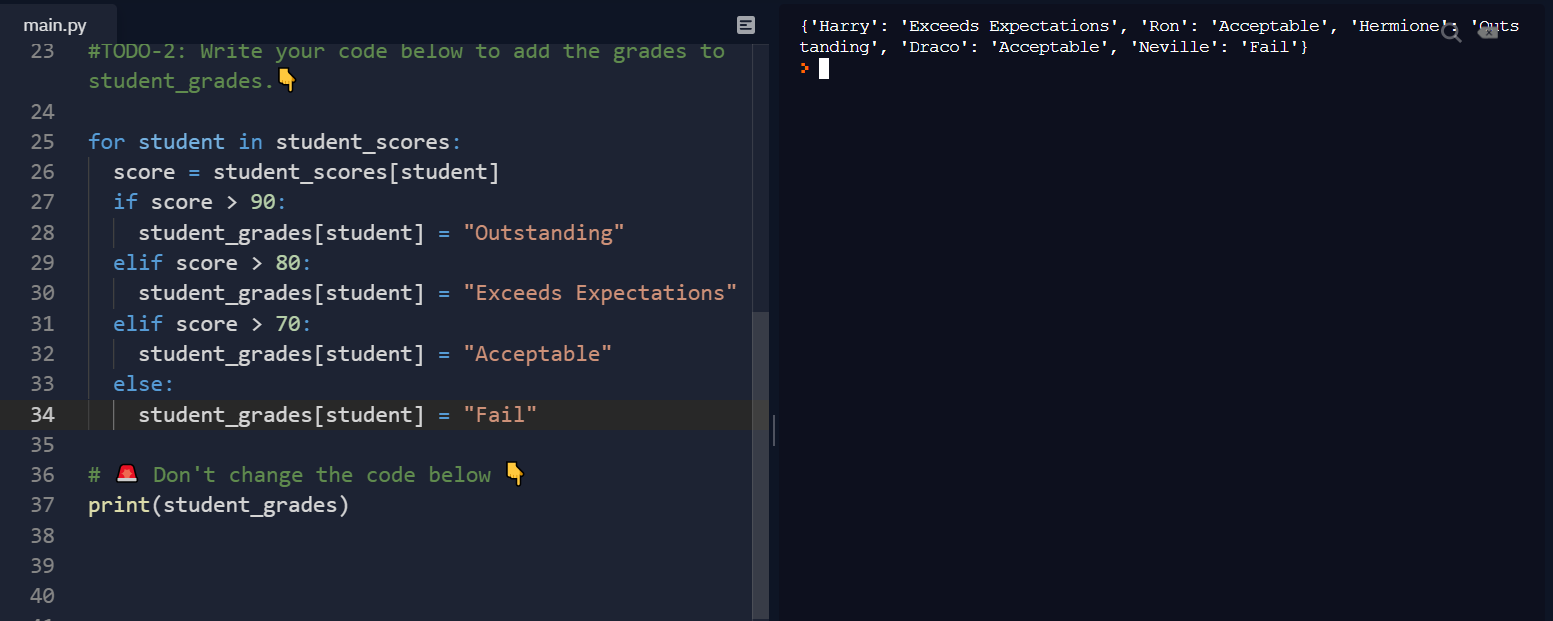 main.py
23 #TODO-2: Write your code below to add the grades to
student_grades.👇
24
25 for student in student_scores:
26   score = student_scores[student]
27   if score > 90:
28     student_grades[student] = "Outstanding"
29   elif score > 80:
30     student_grades[student] = "Exceeds Expectations"
31   elif score > 70:
32     student_grades[student] = "Acceptable"
33   else:
34     student_grades[student] = "Fail"
35
36 # 🚨 Don't change the code below 👇
37 print(student_grades)
38
39
40
{'Harry': 'Exceeds Expectations', 'Ron': 'Acceptable', 'Hermione': 'Outs
tanding', 'Draco': 'Acceptable', 'Neville': 'Fail'}
>